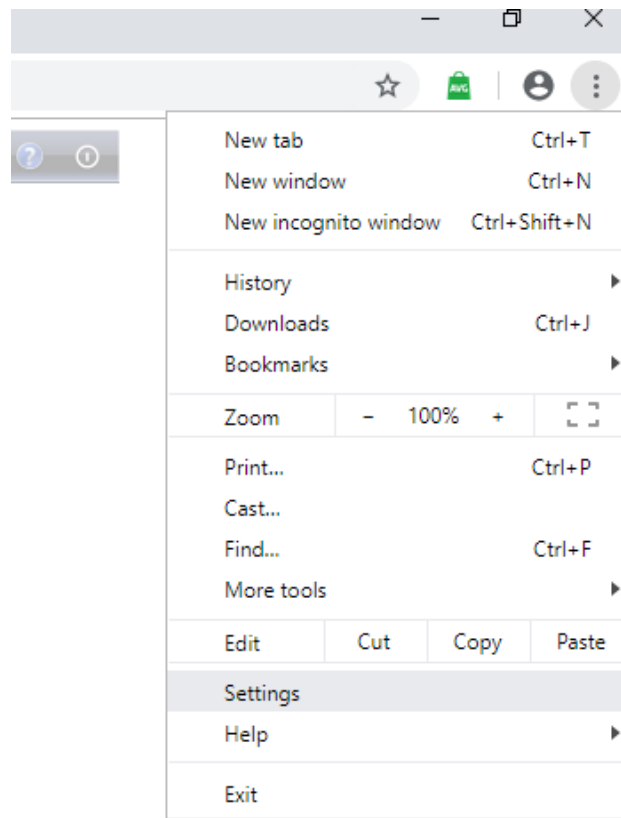 AVG
New tab Ctrl+T
New window Ctrl+N
New incognito window Ctrl+Shift+N
History
Downloads Ctrl+J
Bookmarks
Zoom - 100% +
Print... Ctrl+P
Cast...
Find... Ctrl+F
More tools
Edit Cut Copy Paste
Settings
Help
Exit